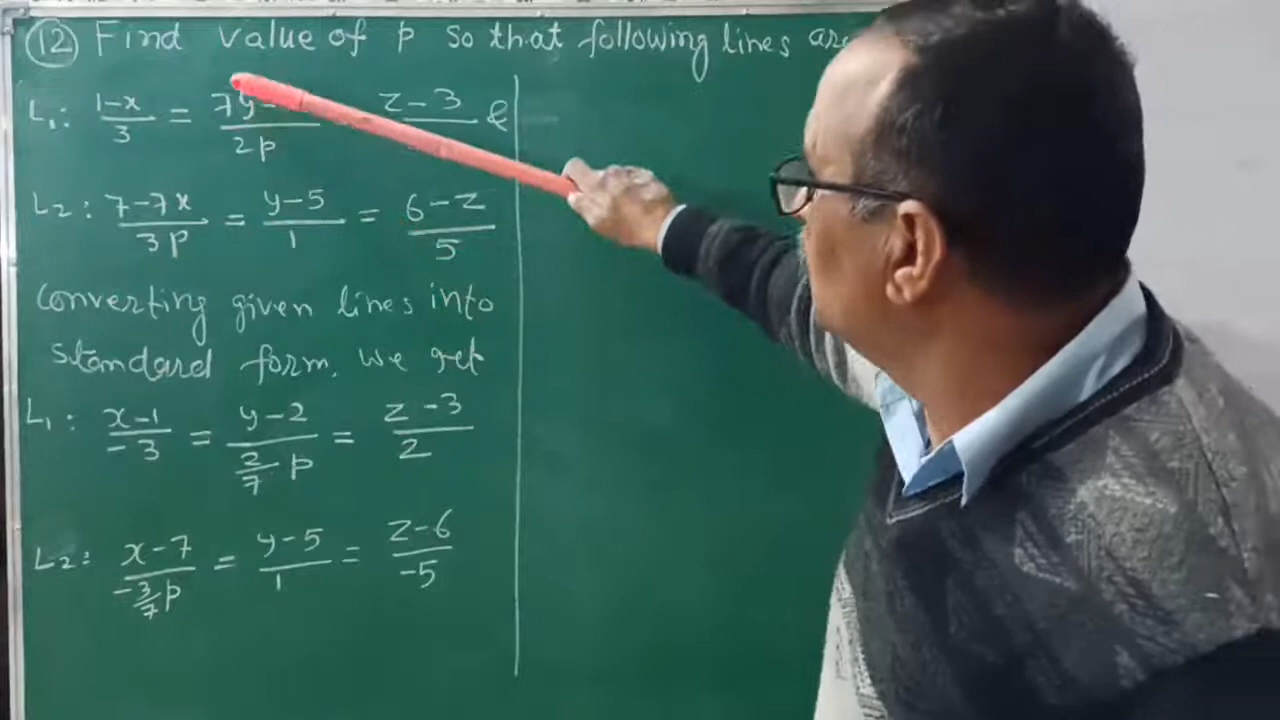 (12) Find value of p so that following lines are
L₁: 1-x/3 = 7y-/2p z-3 &
L₂: 7-7x/3p = y-5/1 = 6-z/5
Converting given lines into
standard form, we get
L₁: x-1/-3 = y-2/(2/7 p) = z-3/2
L₂: x-7/(-3/7 p) = y-5/1 = z-6/-5